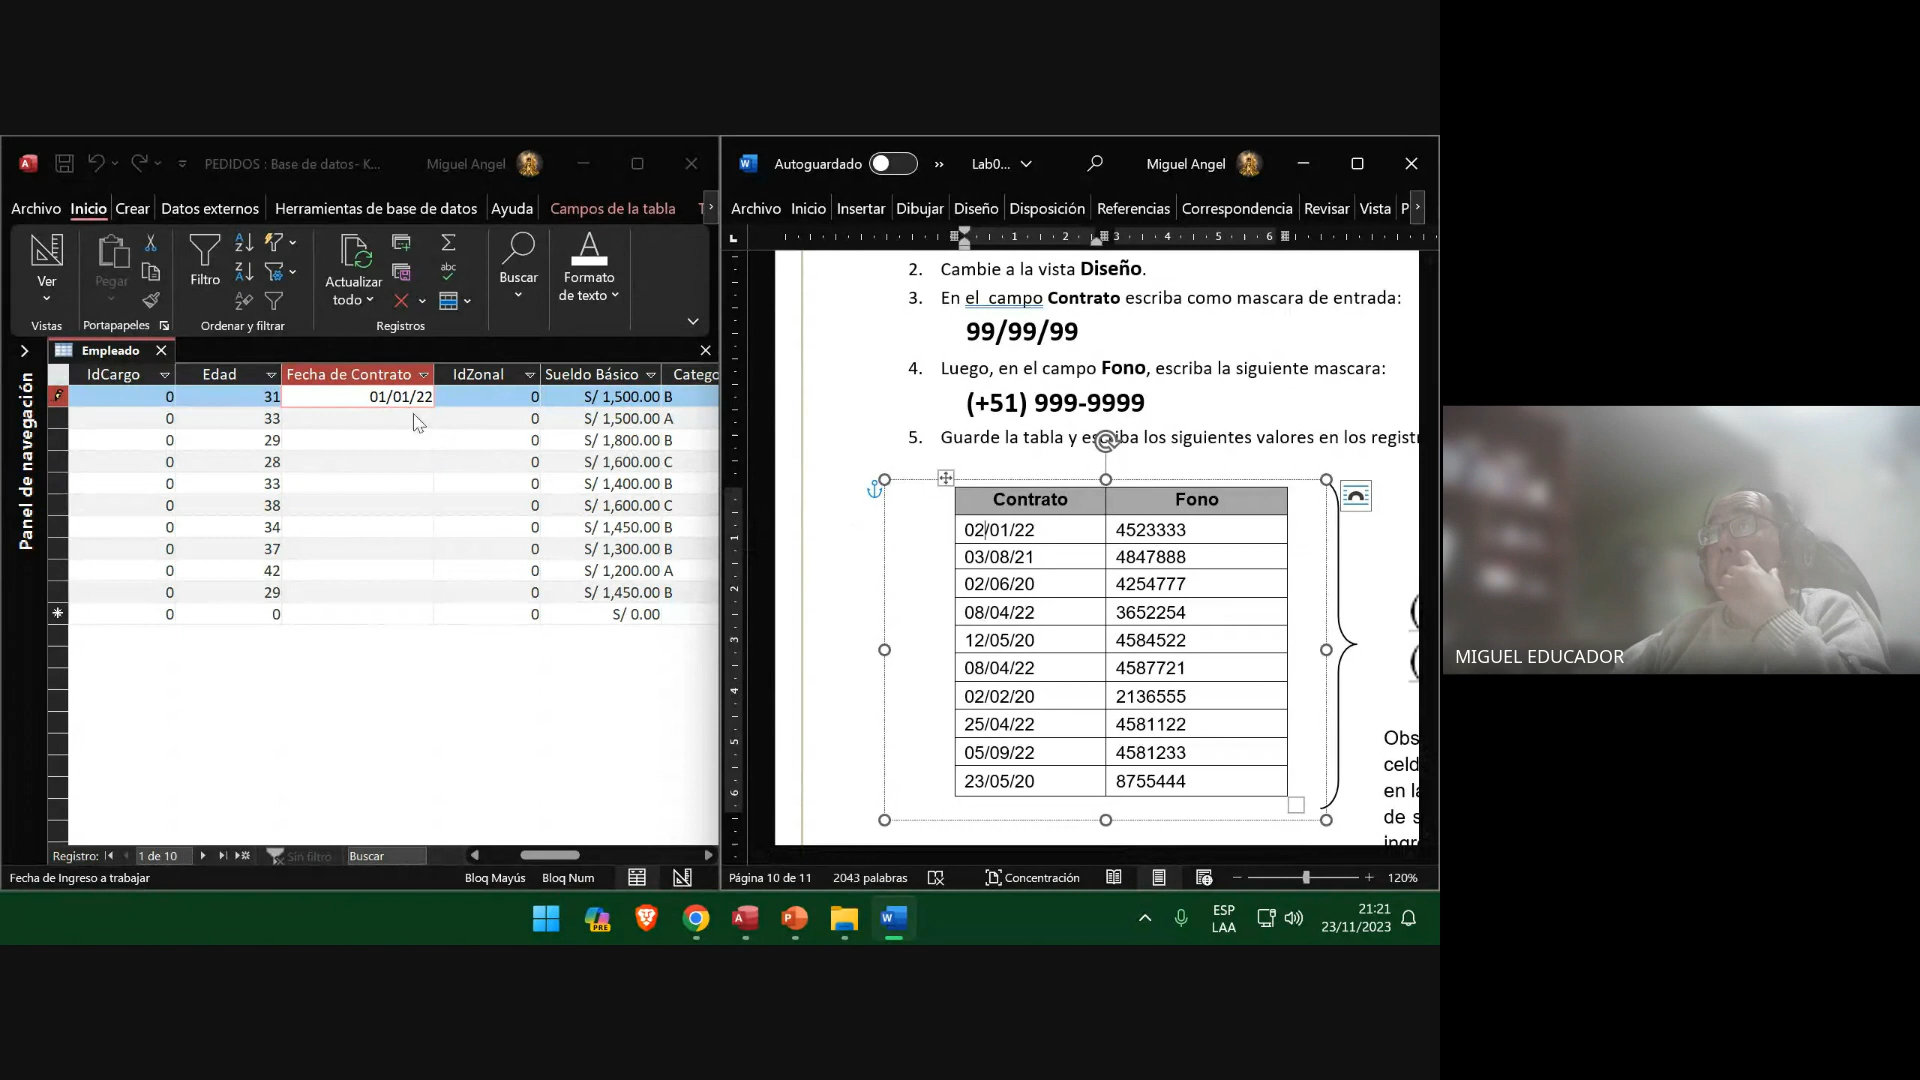 PEDIDOS : Base de datos- K...
Miguel Angel
Archivo
Inicio
Crear
Datos externos
Herramientas de base de datos
Ayuda
Campos de la tabla
Ver
Vistas
Pegar
Portapapeles
Filtro
Ordenar y filtrar
Actualizar
todo
Registros
Buscar
Formato
de texto
Panel de navegación
Empleado
IdCargo Edad Fecha de Contrato IdZonal Sueldo Básico Catego
0 31 01/01/22 0 S/ 1,500.00 B
0 33 0 S/ 1,500.00 A
0 29 0 S/ 1,800.00 B
0 28 0 S/ 1,600.00 C
0 33 0 S/ 1,400.00 B
0 38 0 S/ 1,600.00 C
0 34 0 S/ 1,450.00 B
0 37 0 S/ 1,300.00 B
0 42 0 S/ 1,200.00 A
0 29 0 S/ 1,450.00 B
0 0 0 S/ 0.00
Registro: 1 de 10 Sin filtro Buscar
Fecha de Ingreso a trabajar Bloq Mayús Bloq Num
Autoguardado
Lab0...
Miguel Angel
Archivo Inicio Insertar Dibujar Diseño Disposición Referencias Correspondencia Revisar Vista P
1 2 3 4 5 6
2. Cambie a la vista Diseño.
3. En el campo Contrato escriba como mascara de entrada:
99/99/99
4. Luego, en el campo Fono, escriba la siguiente mascara:
(+51) 999-9999
5. Guarde la tabla y escriba los siguientes valores en los registr
Contrato Fono
02/01/22 4523333
03/08/21 4847888
02/06/20 4254777
08/04/22 3652254
12/05/20 4584522
08/04/22 4587721
02/02/20 2136555
25/04/22 4581122
05/09/22 4581233
23/05/20 8755444
Obs
celd
en la
de s
ingre
Página 10 de 11 2043 palabras Concentración 120%
ESP
LAA
21:21
23/11/2023
MIGUEL EDUCADOR